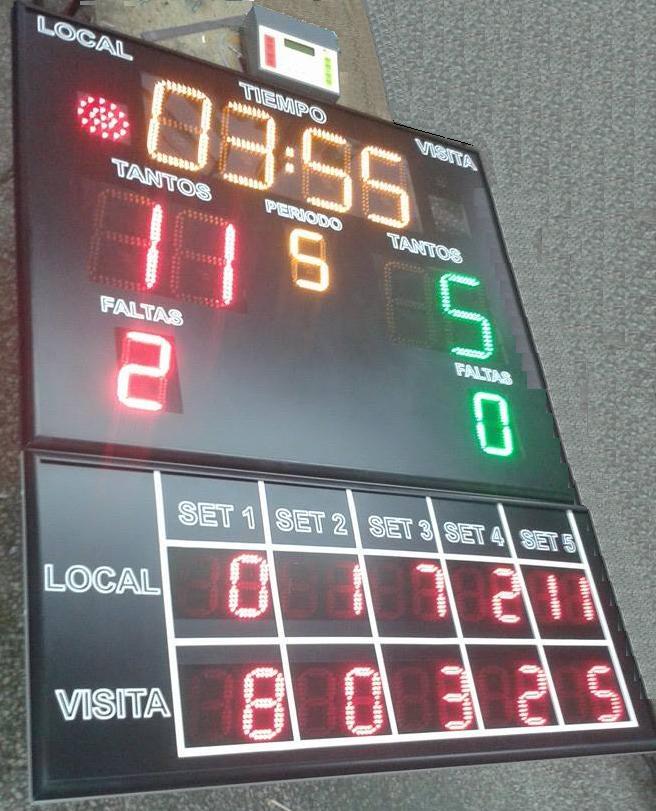 LOCAL
TIEMPO
VISITA
03:55
TANTOS
PERIODO
TANTOS
11
5
5
FALTAS
FALTAS
2
0
SET 1 SET 2 SET 3 SET 4 SET 5
LOCAL 0 1 7 2 11
VISITA 8 0 3 2 5